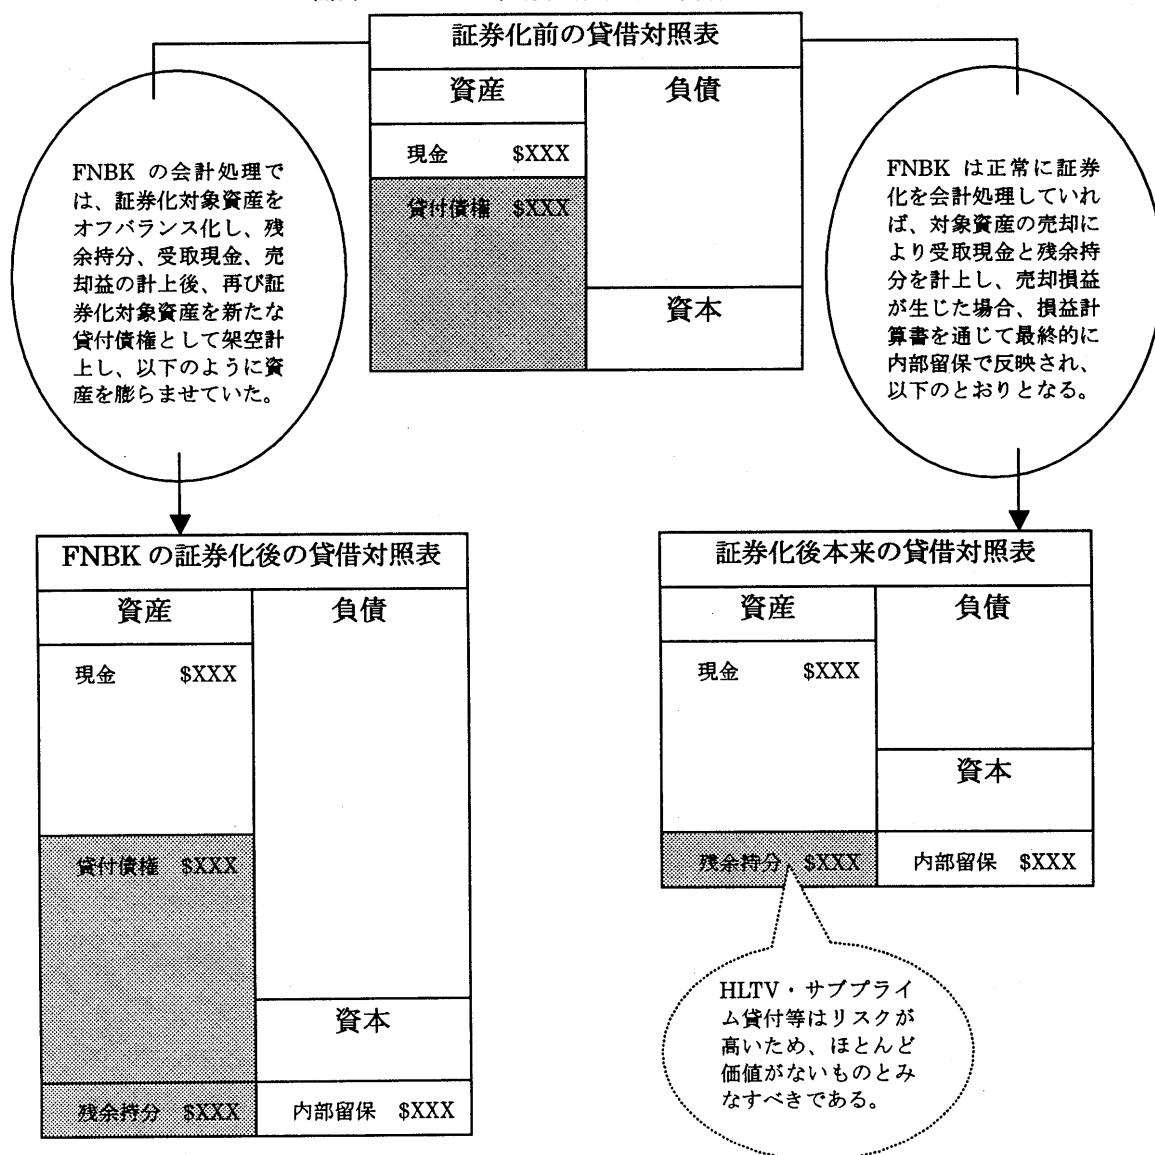 証券化前の貸借対照表
資産 負債
現金 $XXX
貸付債権 $XXX
資本
FNBK の会計処理で
は、証券化対象資産を
オフバランス化し、残
余持分、受取現金、売
却益の計上後、再び証
券化対象資産を新たな
貸付債権として架空計
上し、以下のように資
産を膨らませていた。
FNBK は正常に証券
化を会計処理していれ
ば、対象資産の売却に
より受取現金と残余持
分を計上し、売却損益
が生じた場合、損益計
算書を通じて最終的に
内部留保で反映され、
以下のとおりとなる。
FNBK の証券化後の貸借対照表
資産 負債
現金 $XXX
貸付債権 $XXX
資本
残余持分 $XXX 内部留保 $XXX
証券化後本来の貸借対照表
資産 負債
現金 $XXX
資本
残余持分 $XXX 内部留保 $XXX
HLTV・サブプライ
ム貸付等はリスクが
高いため、ほとんど
価値がないものとみ
なすべきである。